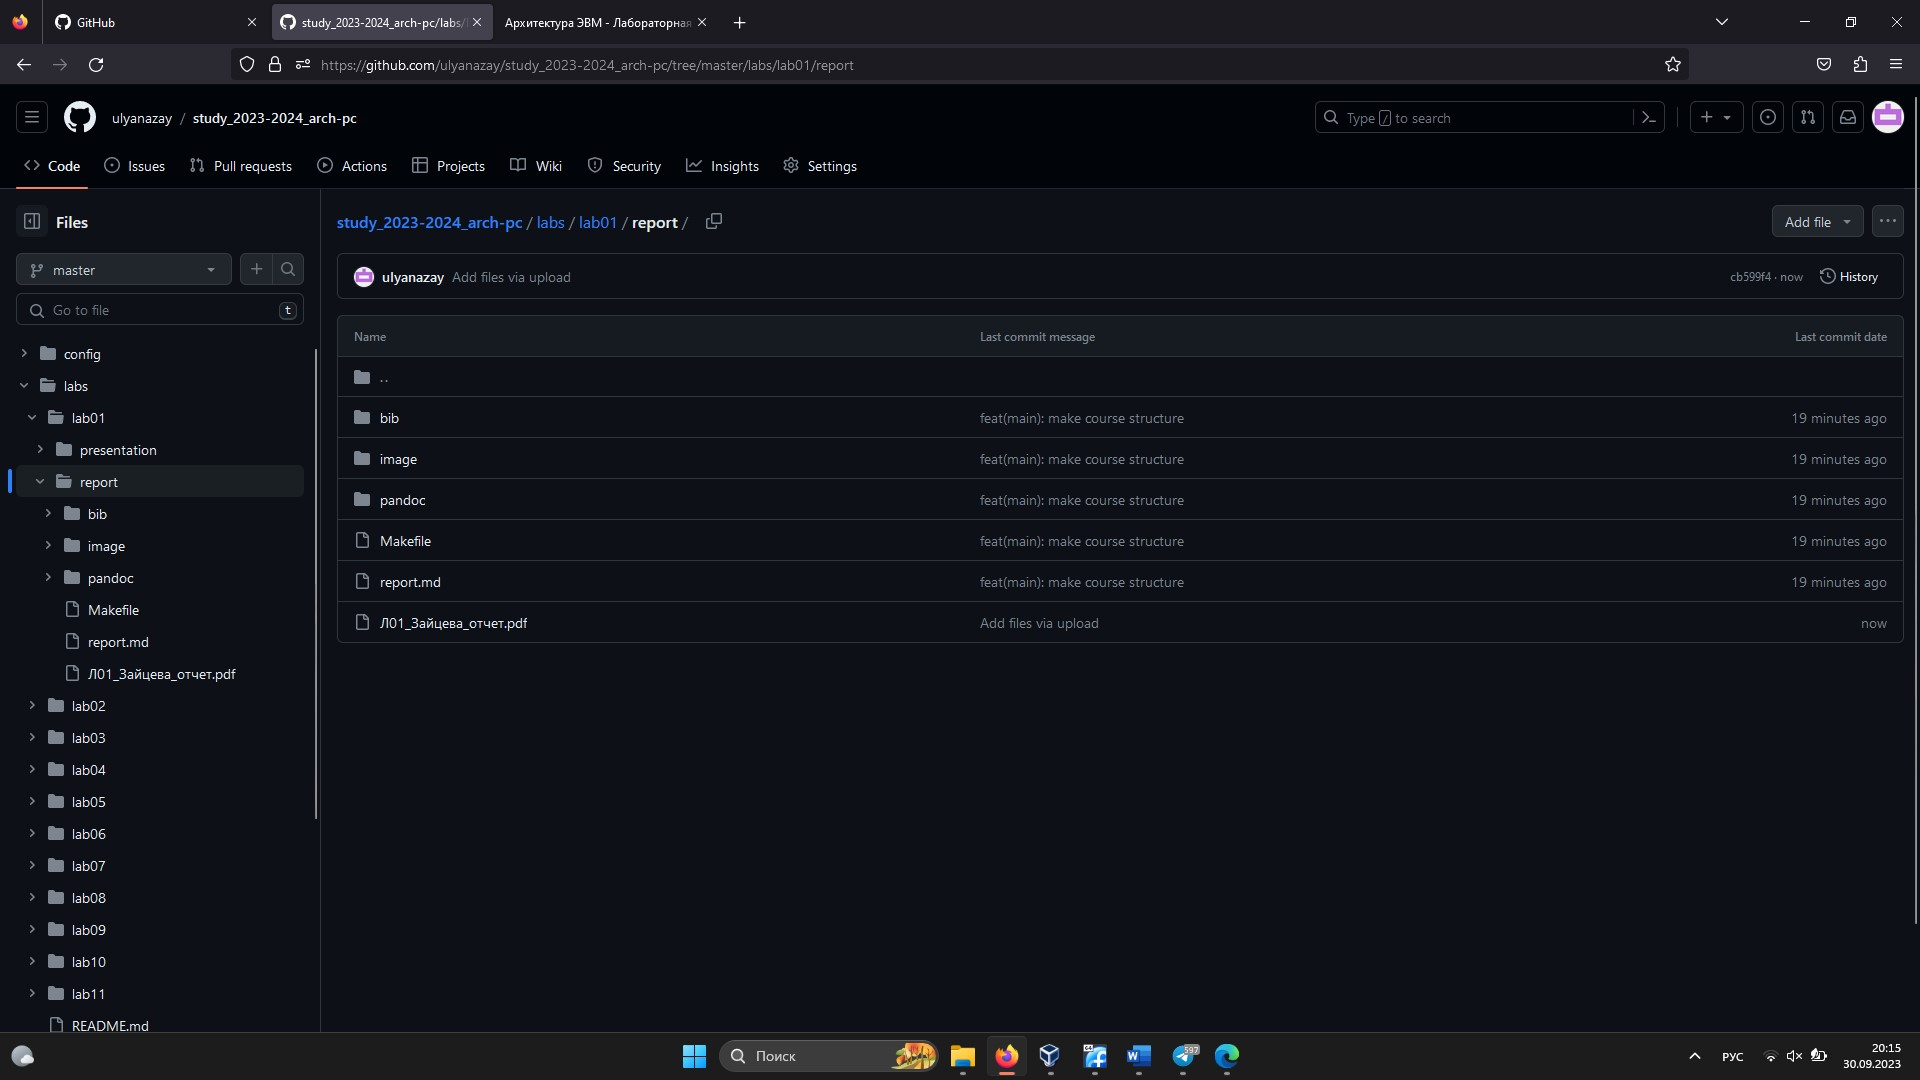 GitHub
study_2023-2024_arch-pc/labs/l
Архитектура ЭВМ - Лабораторная
https://github.com/ulyanazay/study_2023-2024_arch-pc/tree/master/labs/lab01/report
ulyanazay / study_2023-2024_arch-pc
Type / to search
Code
Issues
Pull requests
Actions
Projects
Wiki
Security
Insights
Settings
Files
master
Go to file
t
config
labs
lab01
presentation
report
bib
image
pandoc
Makefile
report.md
Л01_Зайцева_отчет.pdf
lab02
lab03
lab04
lab05
lab06
lab07
lab08
lab09
lab10
lab11
README.md
study_2023-2024_arch-pc / labs / lab01 / report /
Add file
ulyanazay Add files via upload
cb599f4 · now
History
Name Last commit message Last commit date
..
bib feat(main): make course structure 19 minutes ago
image feat(main): make course structure 19 minutes ago
pandoc feat(main): make course structure 19 minutes ago
Makefile feat(main): make course structure 19 minutes ago
report.md feat(main): make course structure 19 minutes ago
Л01_Зайцева_отчет.pdf Add files via upload now
Поиск
64
597
РУС
20:15
30.09.2023